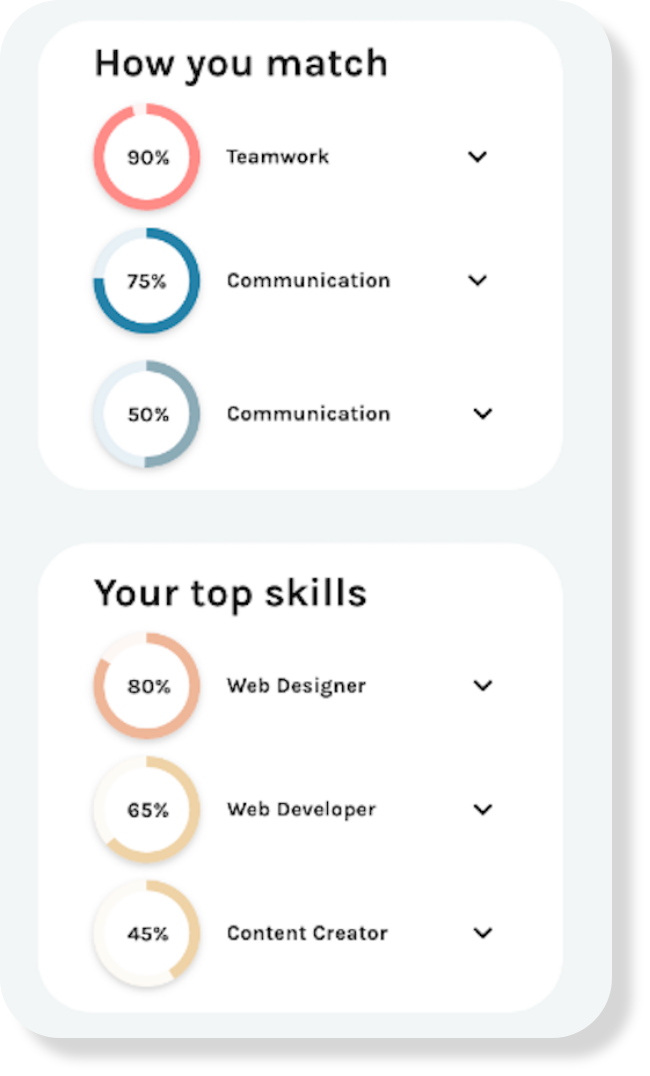 How you match
90% Teamwork
75% Communication
50% Communication
Your top skills
80% Web Designer
65% Web Developer
45% Content Creator